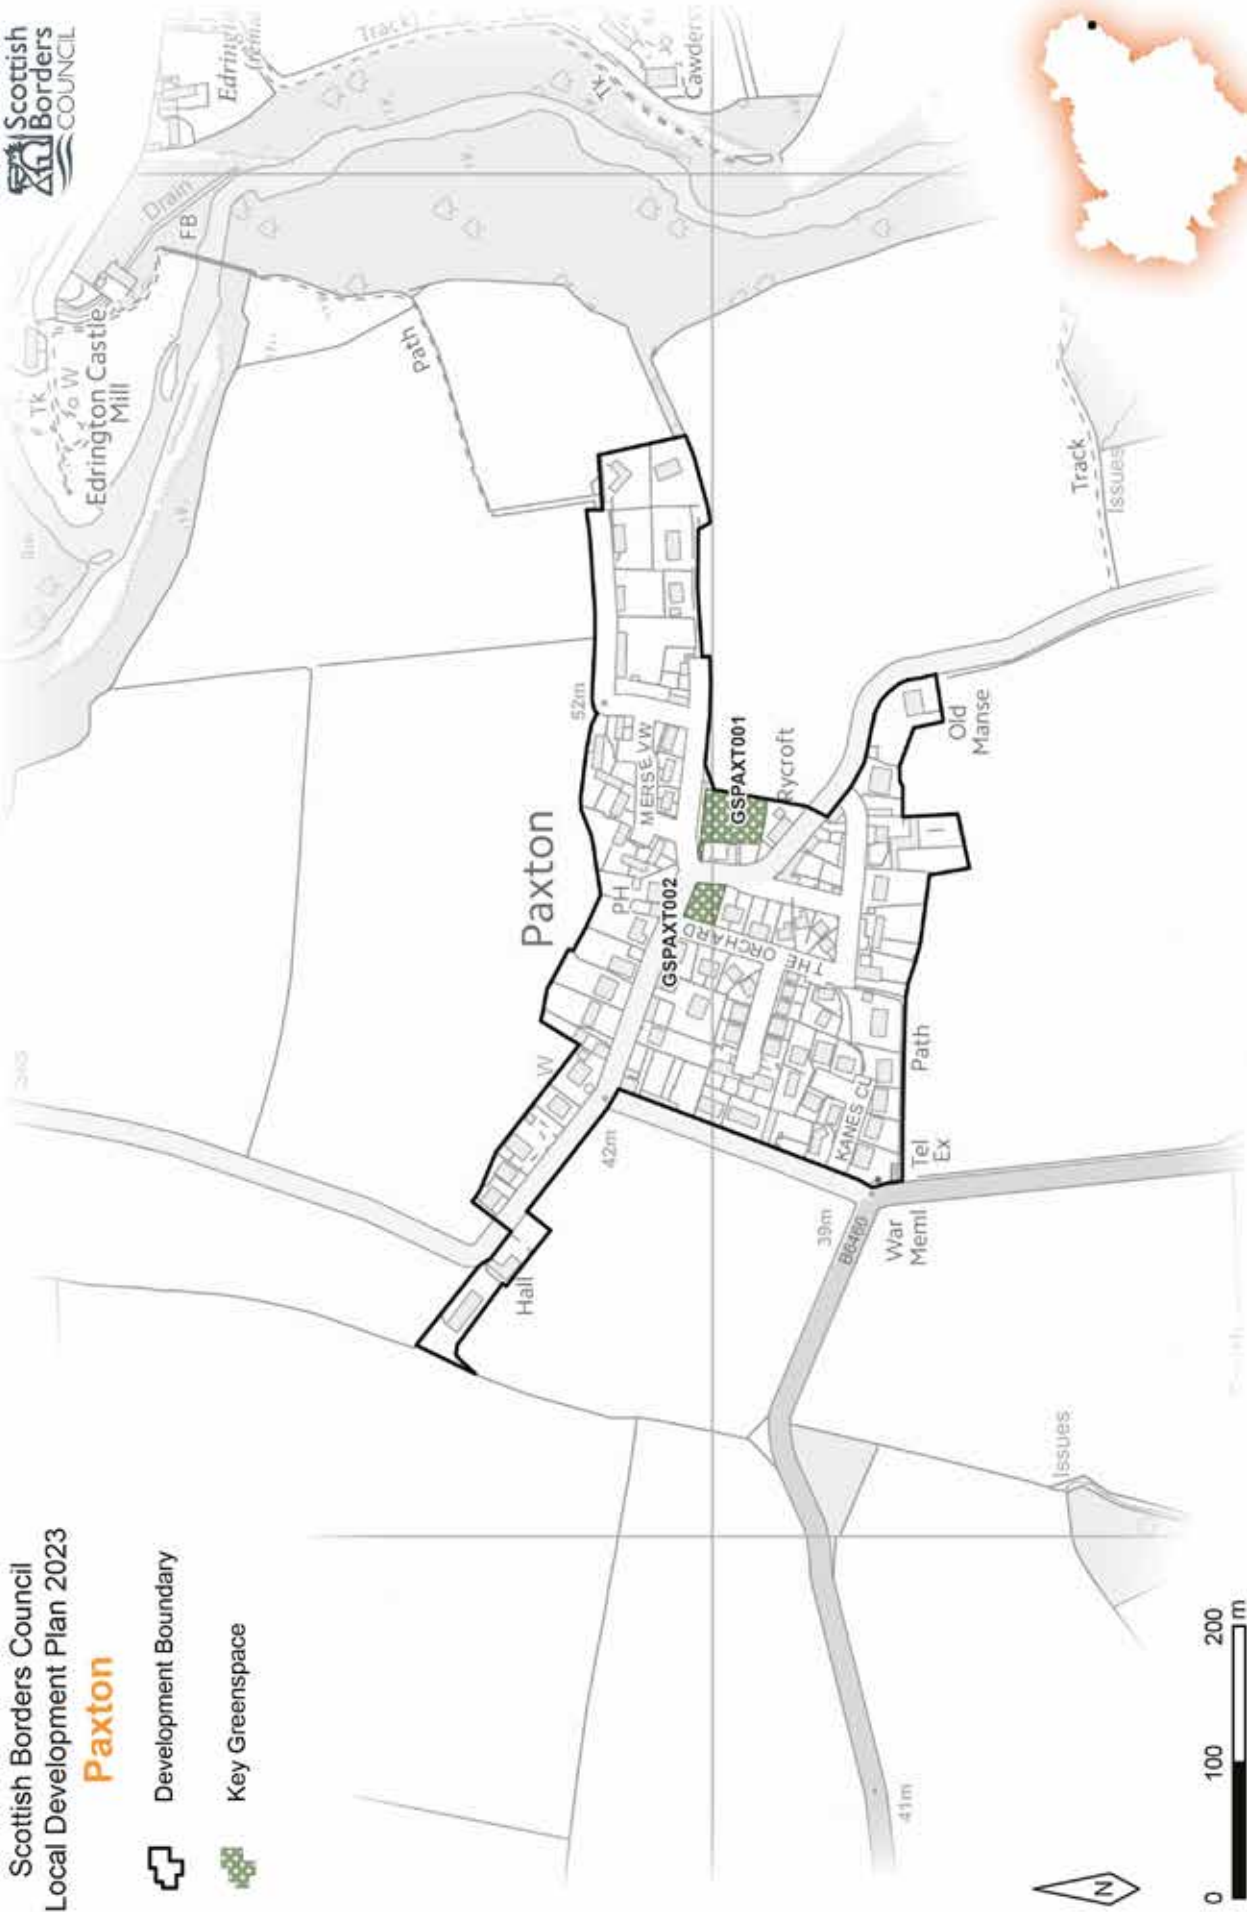 Scottish Borders Council
Local Development Plan 2023
Paxton
Development Boundary
Key Greenspace
Scottish
Borders
COUNCIL
TK
W
Edrington Castle
Mill
Drain
FB
Track
Tk
Path
Paxton
52m
PH
MERSE VW
W
GSPAXT002
GSPAXT001
Rycroft
THE ORCHARD
42m
Hall
KANES CL
Path
Tel
Ex
39m
B6460
War
Meml
Old
Manse
Track
Issues
Issues
41m
N
0
100
200
m